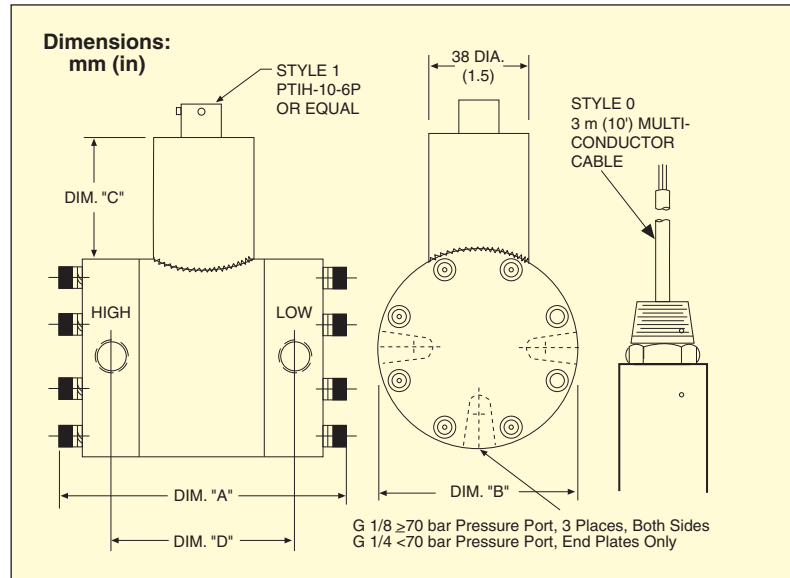 Dimensions:
mm (in)
STYLE 1
PTIH-10-6P
OR EQUAL
38 DIA.
(1.5)
STYLE 0
3 m (10') MULTI-
CONDUCTOR
CABLE
DIM. "C"
HIGH
LOW
DIM. "A"
DIM. "B"
DIM. "D"
G 1/8 ≥70 bar Pressure Port, 3 Places, Both Sides
G 1/4 <70 bar Pressure Port, End Plates Only